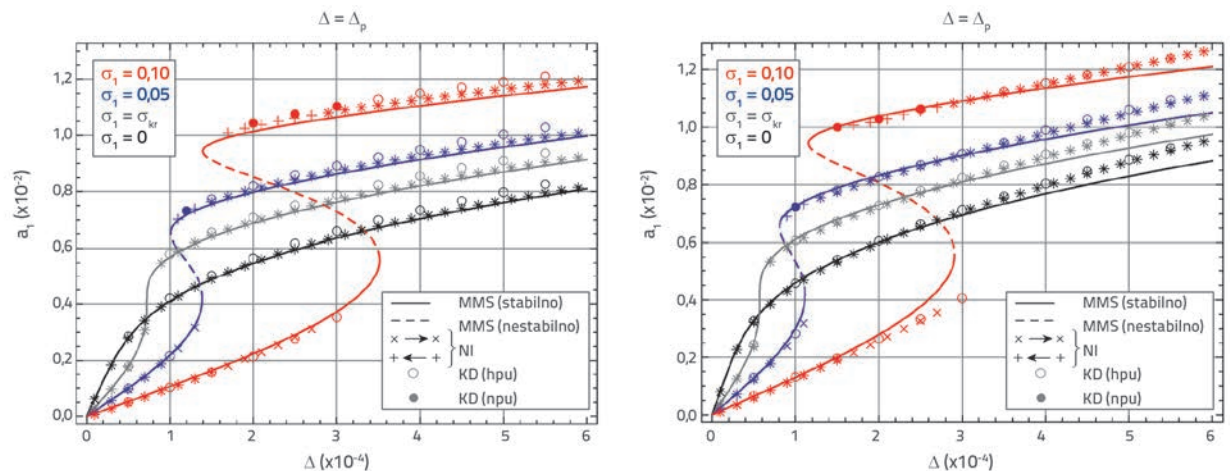 Δ = Δp
σ1 = 0,10
σ1 = 0,05
σ1 = σkr
σ1 = 0
a1 (x10-2)
1,2
1,0
0,8
0,6
0,4
0,2
0,0
0 1 2 3 4 5 6
Δ (x10-4)
MMS (stabilno)
MMS (nestabilno)
NI
KD (hpu)
KD (npu)
Δ = Δp
σ1 = 0,10
σ1 = 0,05
σ1 = σkr
σ1 = 0
a1 (x10-2)
1,2
1,0
0,8
0,6
0,4
0,2
0,0
0 1 2 3 4 5 6
Δ (x10-4)
MMS (stabilno)
MMS (nestabilno)
NI
KD (hpu)
KD (npu)